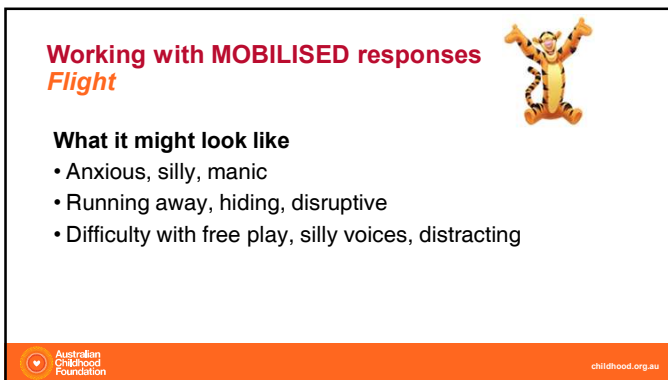 Working with MOBILISED responses
Flight
What it might look like
• Anxious, silly, manic
• Running away, hiding, disruptive
• Difficulty with free play, silly voices, distracting
Australian
Childhood
Foundation
childhood.org.au